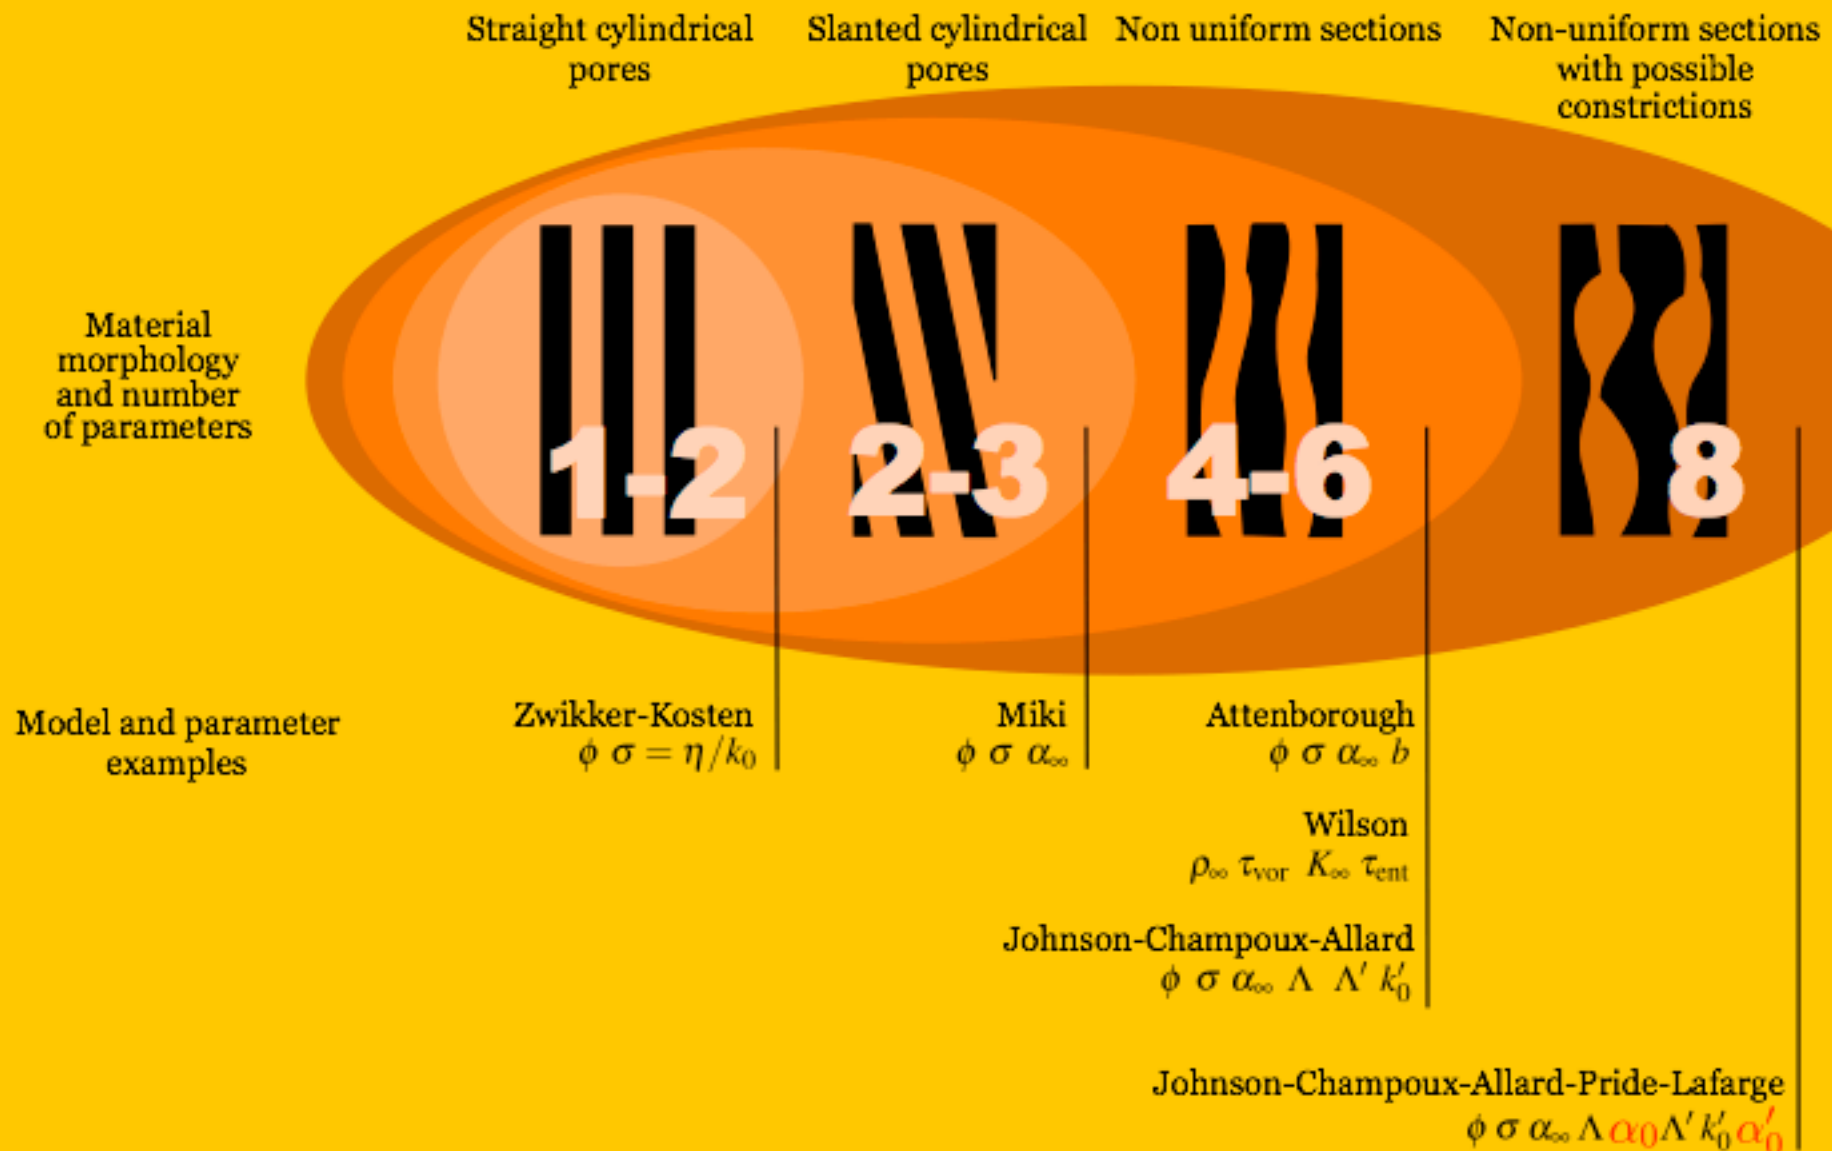 Straight cylindrical
pores
Slanted cylindrical
pores
Non uniform sections
Non-uniform sections
with possible
constrictions
Material
morphology
and number
of parameters
1-2
2-3
4-6
8
Model and parameter
examples
Zwikker-Kosten
ϕ σ = η/k₀
Miki
ϕ σ α∞
Attenborough
ϕ σ α∞ b
Wilson
ρ∞ τvor K∞ τent
Johnson-Champoux-Allard
ϕ σ α∞ Λ Λ′ k′₀
Johnson-Champoux-Allard-Pride-Lafarge
ϕ σ α∞ Λ α₀ Λ′ k′₀ α′₀